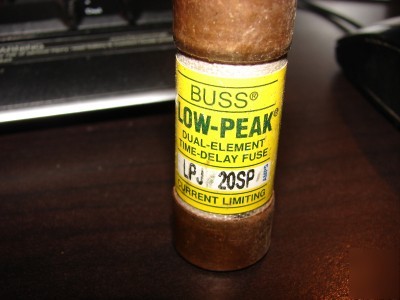 BUSS®
LOW-PEAK®
DUAL-ELEMENT
TIME-DELAY FUSE
LPJ 20SP
CURRENT LIMITING